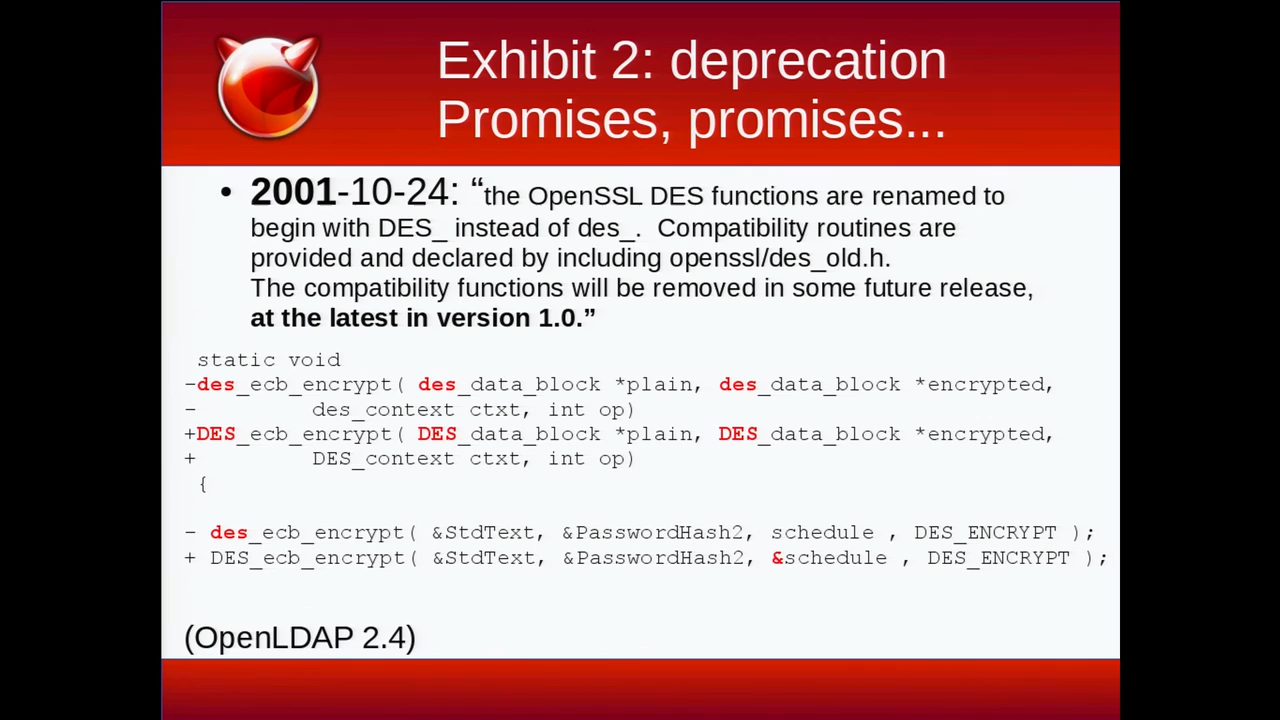 Exhibit 2: deprecation
Promises, promises...
• 2001-10-24: “the OpenSSL DES functions are renamed to
begin with DES_ instead of des_.  Compatibility routines are
provided and declared by including openssl/des_old.h.
The compatibility functions will be removed in some future release,
at the latest in version 1.0.”
 static void
-des_ecb_encrypt( des_data_block *plain, des_data_block *encrypted,
-         des_context ctxt, int op)
+DES_ecb_encrypt( DES_data_block *plain, DES_data_block *encrypted,
+         DES_context ctxt, int op)
 {
- des_ecb_encrypt( &StdText, &PasswordHash2, schedule , DES_ENCRYPT );
+ DES_ecb_encrypt( &StdText, &PasswordHash2, &schedule , DES_ENCRYPT );
(OpenLDAP 2.4)